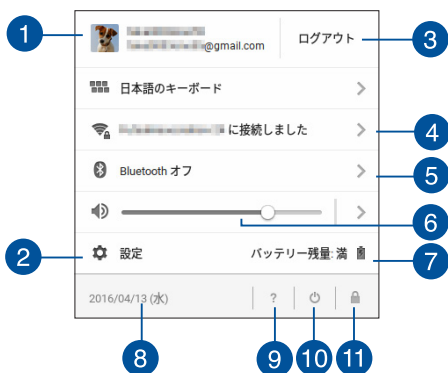 1
@gmail.com
ログアウト
3
日本語のキーボード
に接続しました
4
Bluetooth オフ
5
6
2
設定
バッテリー残量: 満
7
2016/04/13 (水)
?
8
9
10
11